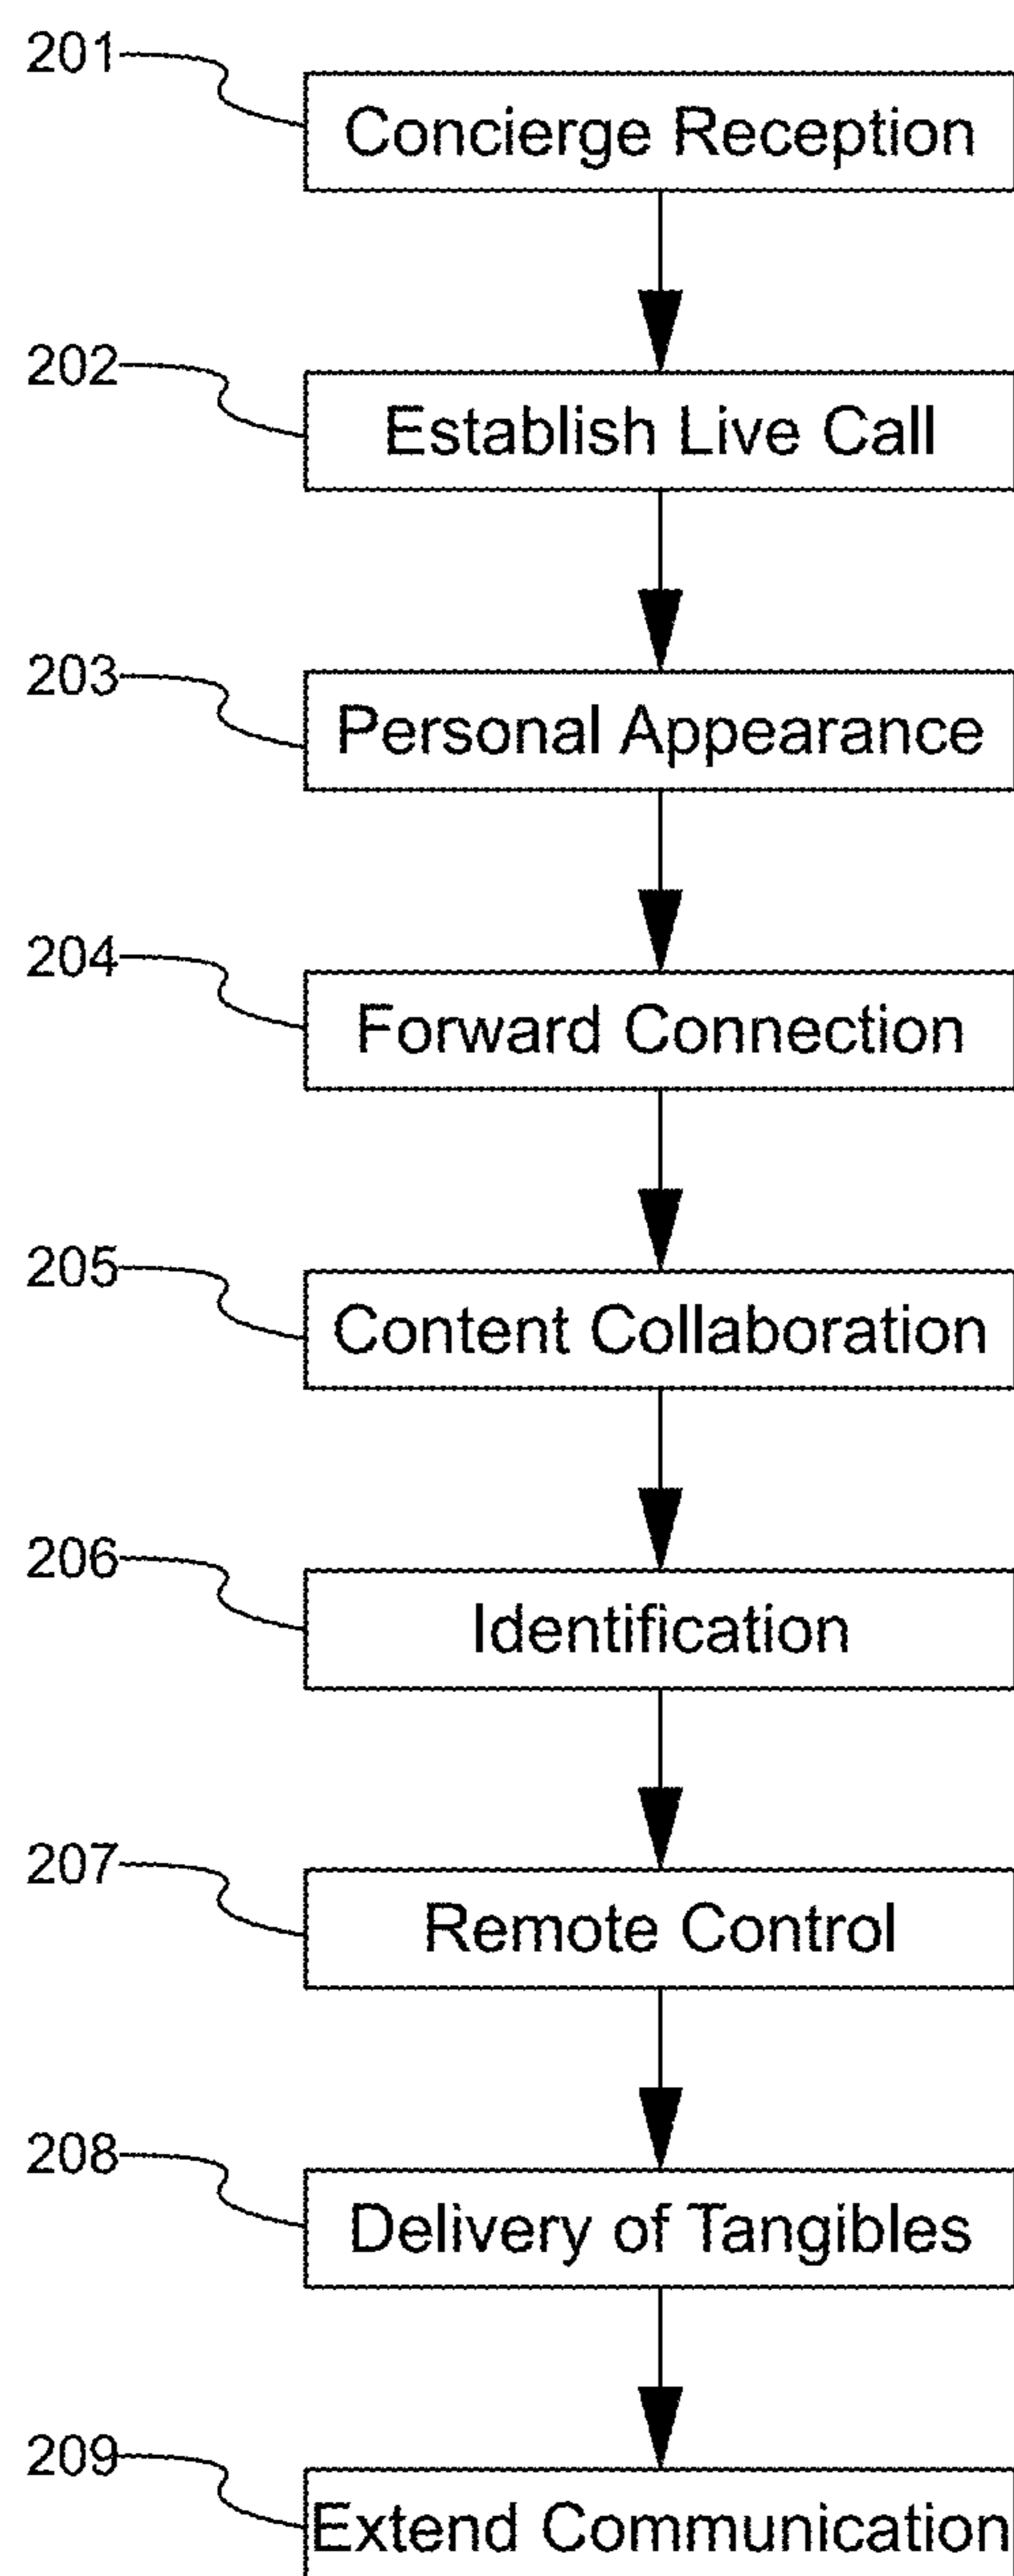 201
Concierge Reception
202
Establish Live Call
203
Personal Appearance
204
Forward Connection
205
Content Collaboration
206
Identification
207
Remote Control
208
Delivery of Tangibles
209
Extend Communication